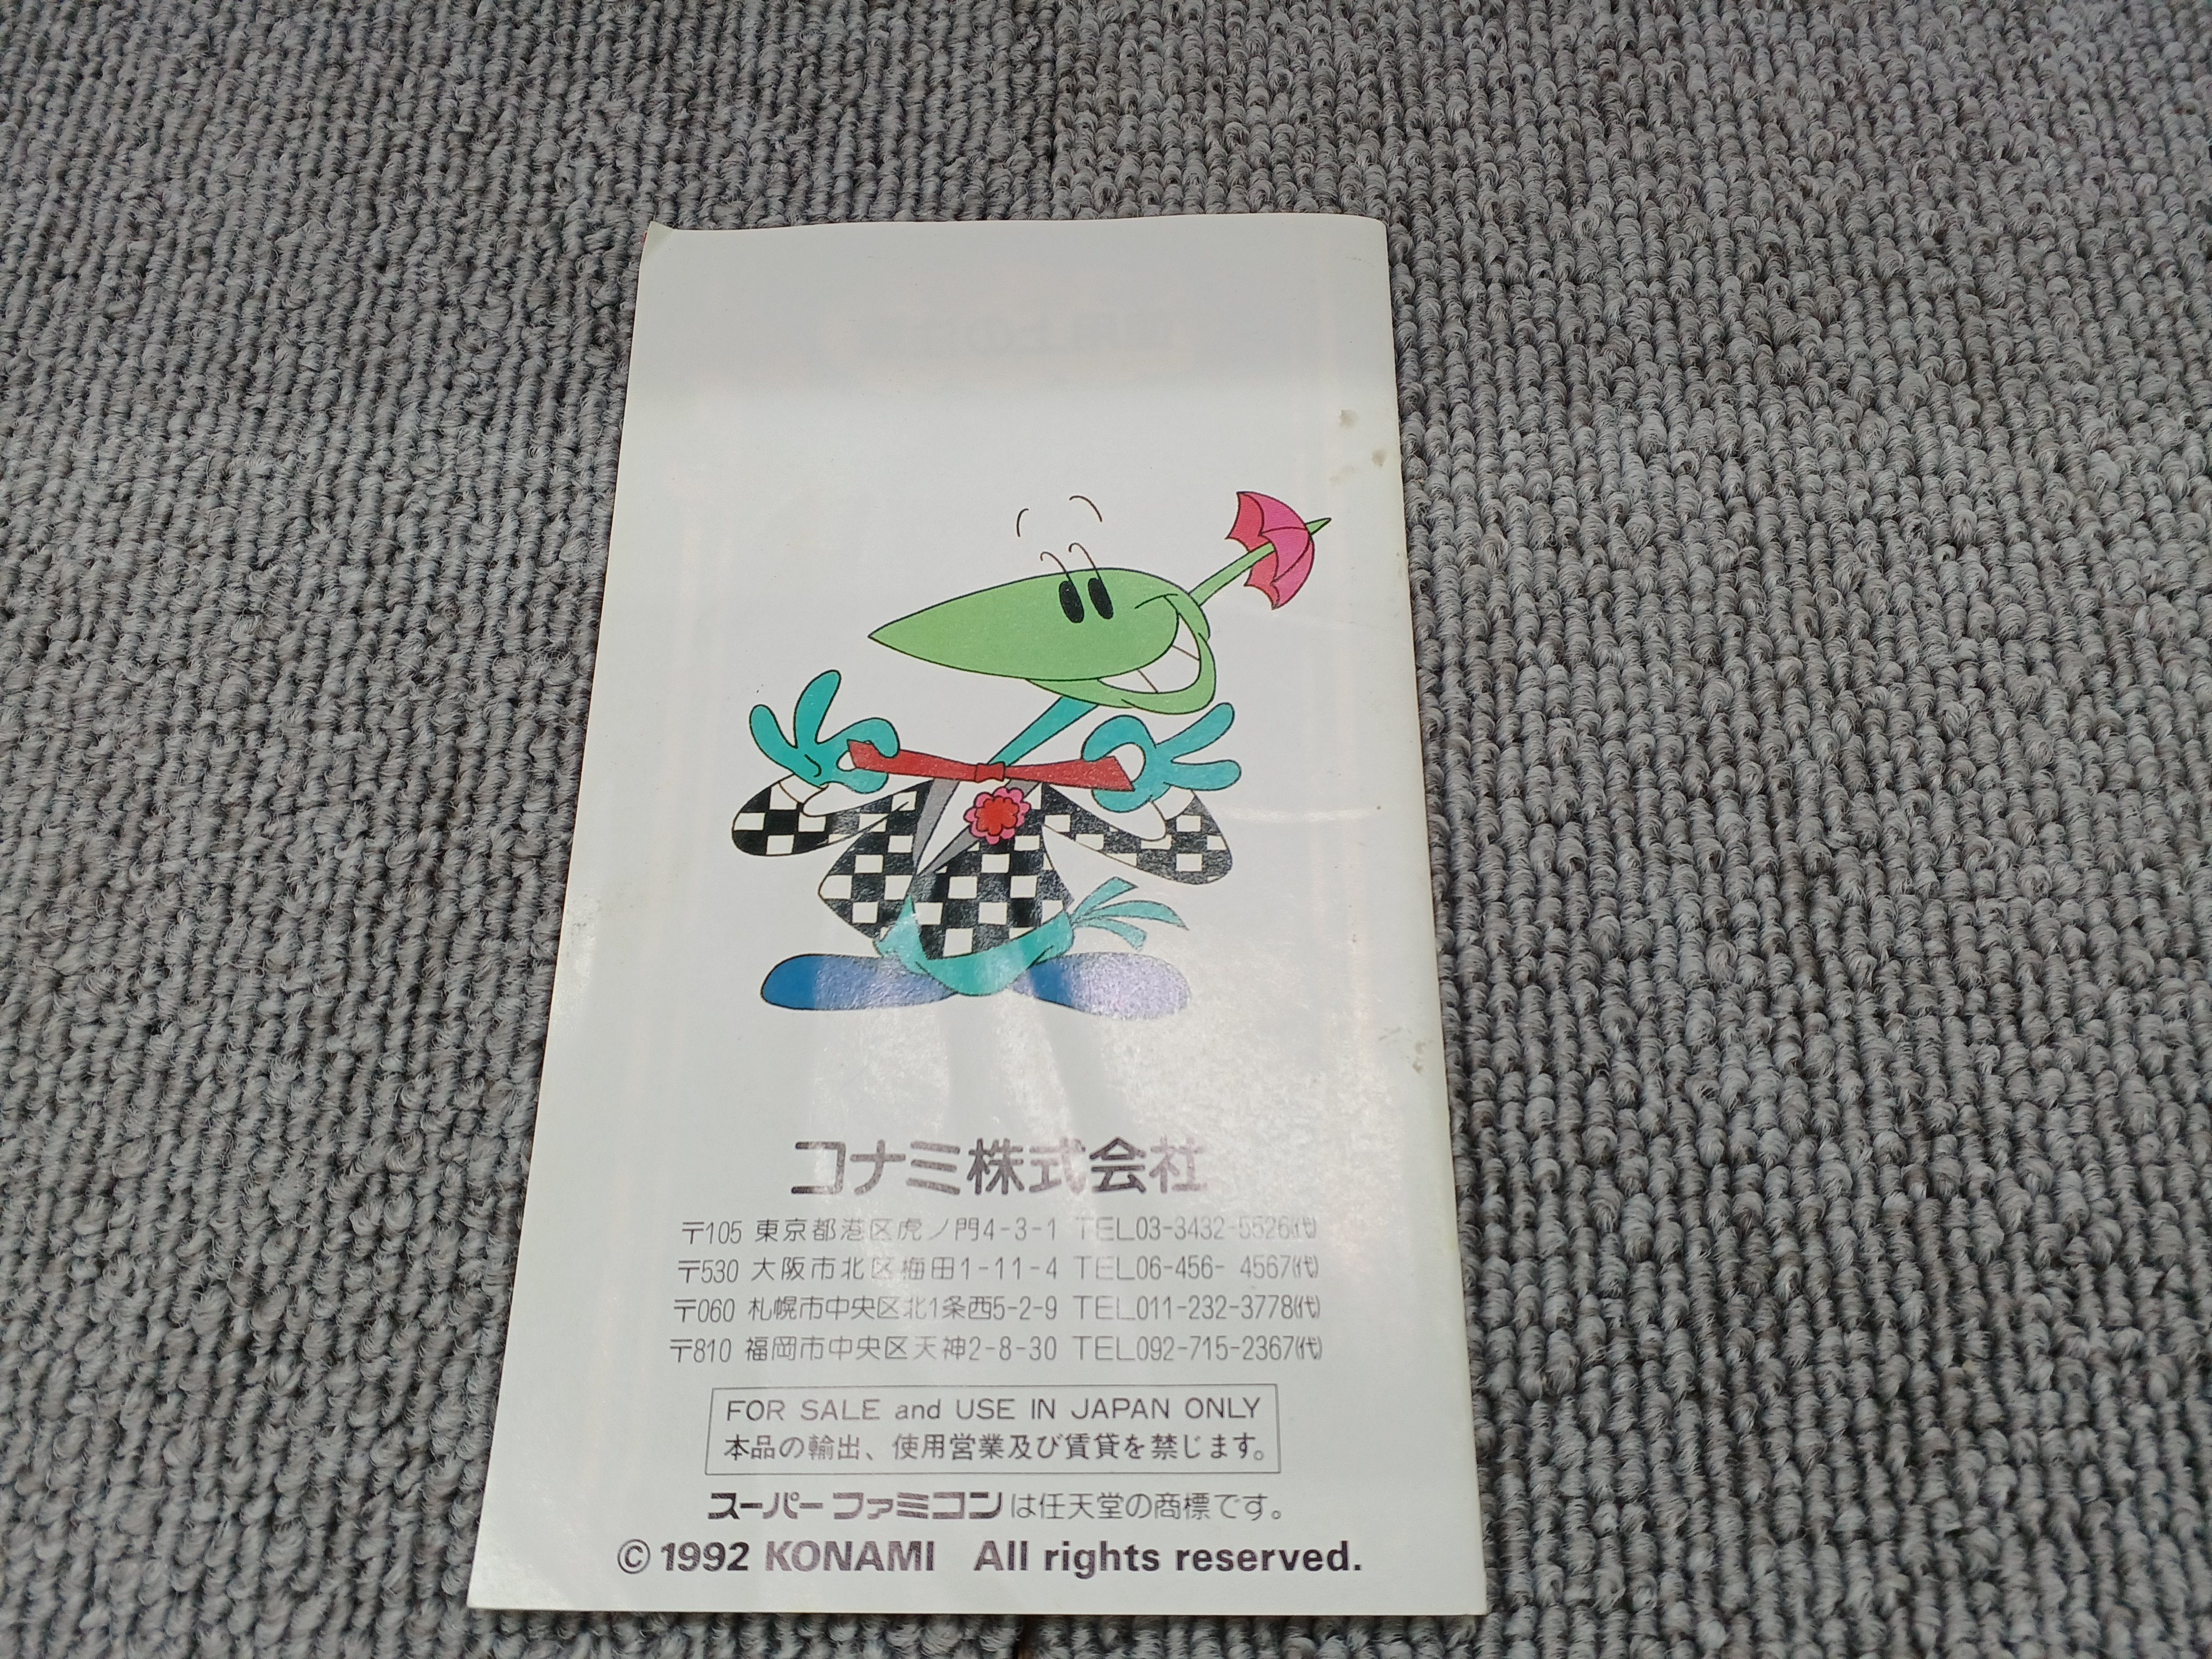 コナミ株式会社
〒105 東京都港区虎ノ門4-3-1 TEL03-3432-5526㈹
〒530 大阪市北区梅田1-11-4 TEL06-456- 4567㈹
〒060 札幌市中央区北1条西5-2-9 TEL011-232-3778㈹
〒810 福岡市中央区天神2-8-30 TEL092-715-2367㈹
FOR SALE and USE IN JAPAN ONLY
本品の輸出、使用営業及び賃貸を禁じます。
スーパーファミコンは任天堂の商標です。
© 1992 KONAMI All rights reserved.